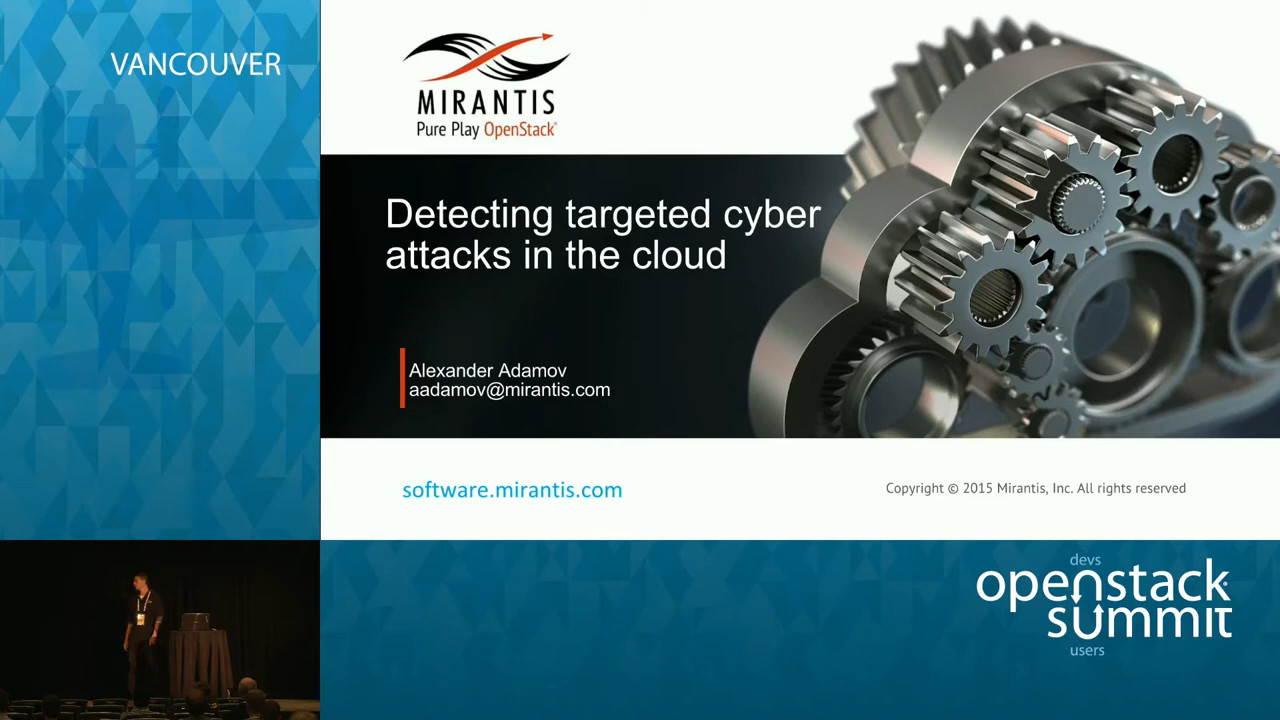 VANCOUVER
MIRANTIS
Pure Play OpenStack
Detecting targeted cyber
attacks in the cloud
Alexander Adamov
aadamov@mirantis.com
software.mirantis.com
Copyright © 2015 Mirantis, Inc. All rights reserved
devs
openstack
summit
users